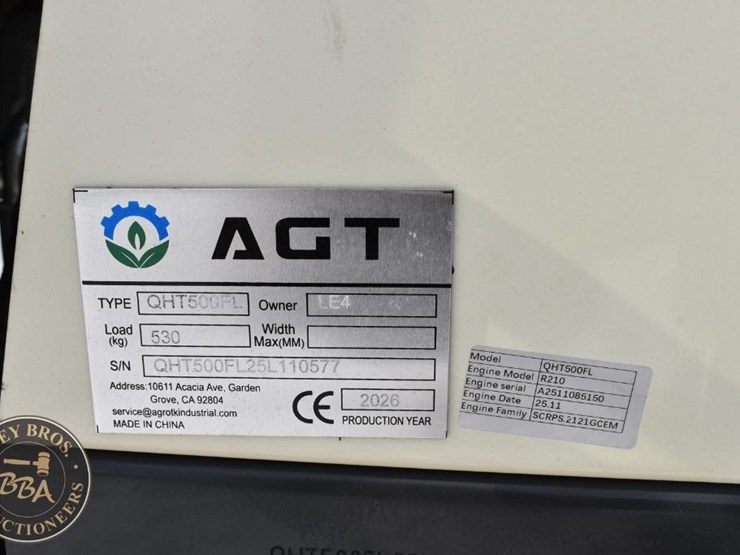 AGT
TYPE QHT500FL Owner LE4
Load (kg) 530 Width Max(MM)
S/N QHT500FL25L110577
Address:10611 Acacia Ave, Garden
Grove, CA 92804
service@agrotkindustrial.com
MADE IN CHINA
CE 2026
PRODUCTION YEAR
Model QHT500FL
Engine Model R210
Engine serial A2511085150
Engine Date 25.11
Engine Family SCRPS.2121GCEM
EY BROS.
BBA
CTIONEERS